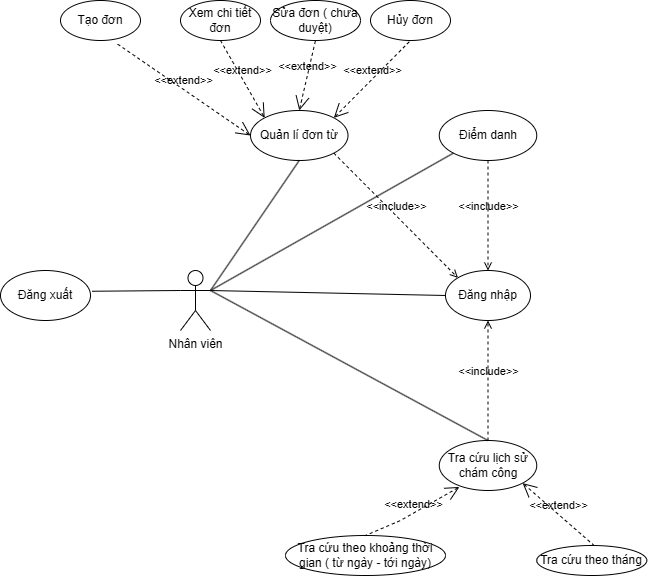 Tạo đơn
Xem chi tiết
đơn
Sửa đơn ( chưa
duyệt)
Hủy đơn
<<extend>>
<<extend>>
<<extend>>
<<extend>>
Quản lí đơn từ
Điểm danh
<<include>>
<<include>>
Đăng xuất
Đăng nhập
Nhân viên
<<include>>
Tra cứu lịch sử
chám công
<<extend>>
<<extend>>
Tra cứu theo khoảng thời
gian ( từ ngày - tới ngày)
Tra cứu theo tháng